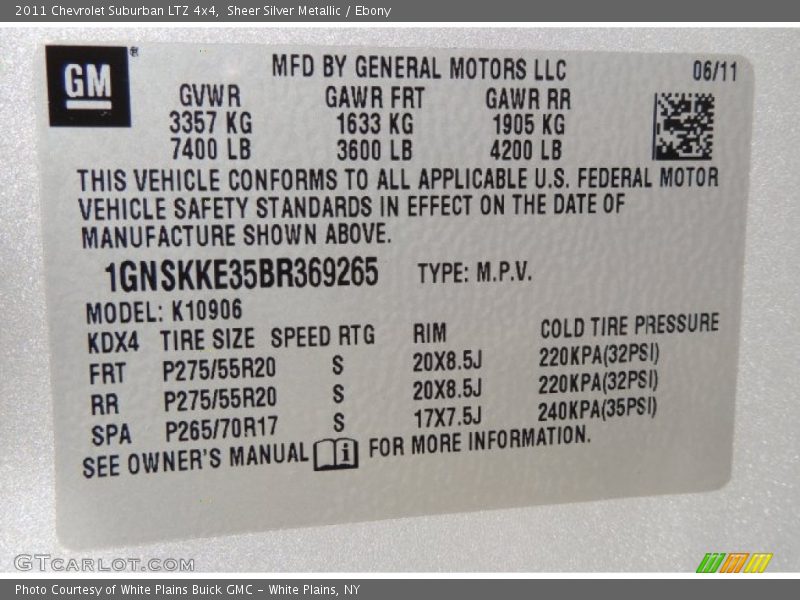 2011 Chevrolet Suburban LTZ 4x4, Sheer Silver Metallic / Ebony
GM ®
MFD BY GENERAL MOTORS LLC 06/11
GVWR GAWR FRT GAWR RR
3357 KG 1633 KG 1905 KG
7400 LB 3600 LB 4200 LB
THIS VEHICLE CONFORMS TO ALL APPLICABLE U.S. FEDERAL MOTOR
VEHICLE SAFETY STANDARDS IN EFFECT ON THE DATE OF
MANUFACTURE SHOWN ABOVE.
1GNSKKE35BR369265 TYPE: M.P.V.
MODEL: K10906
KDX4 TIRE SIZE SPEED RTG RIM COLD TIRE PRESSURE
FRT P275/55R20 S 20X8.5J 220KPA(32PSI)
RR P275/55R20 S 20X8.5J 220KPA(32PSI)
SPA P265/70R17 S 17X7.5J 240KPA(35PSI)
SEE OWNER'S MANUAL i FOR MORE INFORMATION.
GTCARLOT.COM
Photo Courtesy of White Plains Buick GMC - White Plains, NY